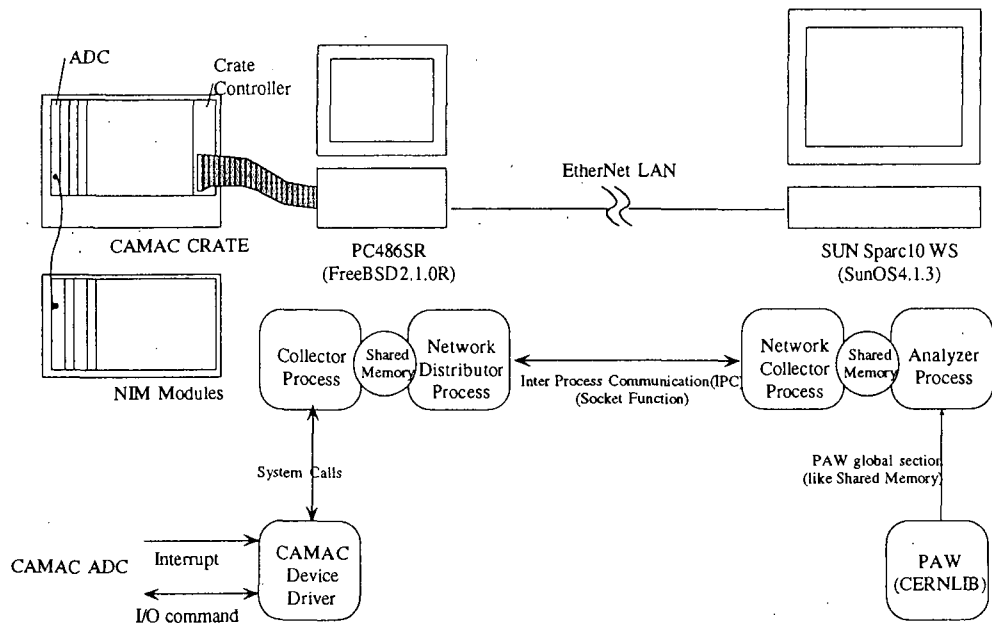 ADC
Crate
Controller
EtherNet LAN
CAMAC CRATE
PC486SR
(FreeBSD2.1.0R)
SUN Sparc10 WS
(SunOS4.1.3)
NIM Modules
Collector
Process
Shared
Memory
Network
Distributor
Process
Inter Process Communication(IPC)
(Socket Function)
Network
Collector
Process
Shared
Memory
Analyzer
Process
System Calls
PAW global section
(like Shared Memory)
CAMAC ADC
Interrupt
I/O command
CAMAC
Device
Driver
PAW
(CERNLIB)